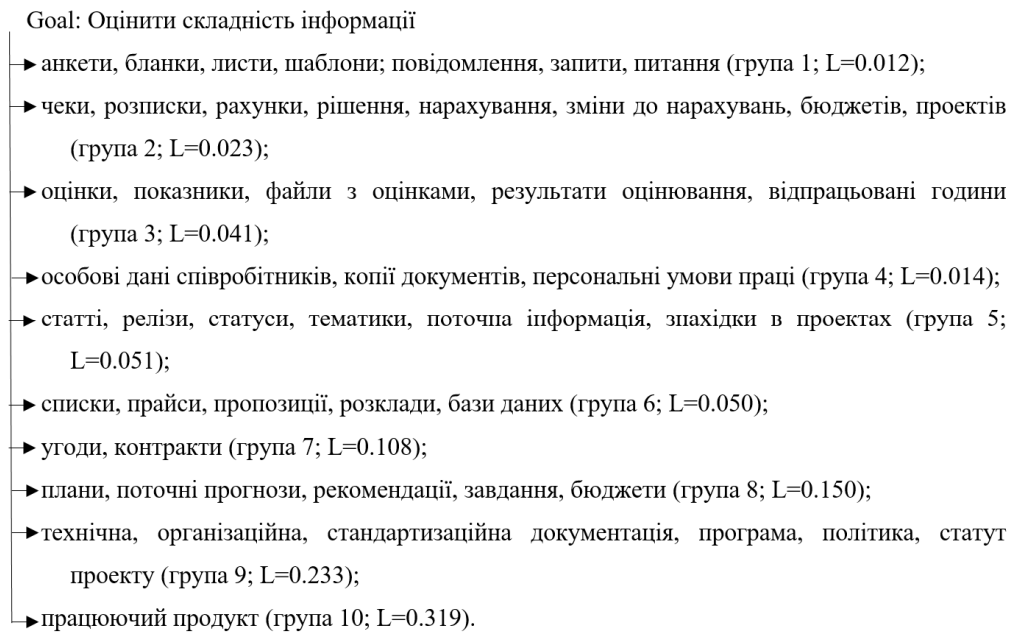 Goal: Оцінити складність інформації
анкети, бланки, листи, шаблони; повідомлення, запити, питання (група 1; L=0.012);
чеки, розписки, рахунки, рішення, нарахування, зміни до нарахувань, бюджетів, проектів
(група 2; L=0.023);
оцінки, показники, файли з оцінками, результати оцінювання, відпрацьовані години
(група 3; L=0.041);
особові дані співробітників, копії документів, персональні умови праці (група 4; L=0.014);
статті, релізи, статуси, тематики, поточна інформація, знахідки в проектах (група 5;
L=0.051);
списки, прайси, пропозиції, розклади, бази даних (група 6; L=0.050);
угоди, контракти (група 7; L=0.108);
плани, поточні прогнози, рекомендації, завдання, бюджети (група 8; L=0.150);
технічна, організаційна, стандартизаційна документація, програма, політика, статут
проекту (група 9; L=0.233);
працюючий продукт (група 10; L=0.319).